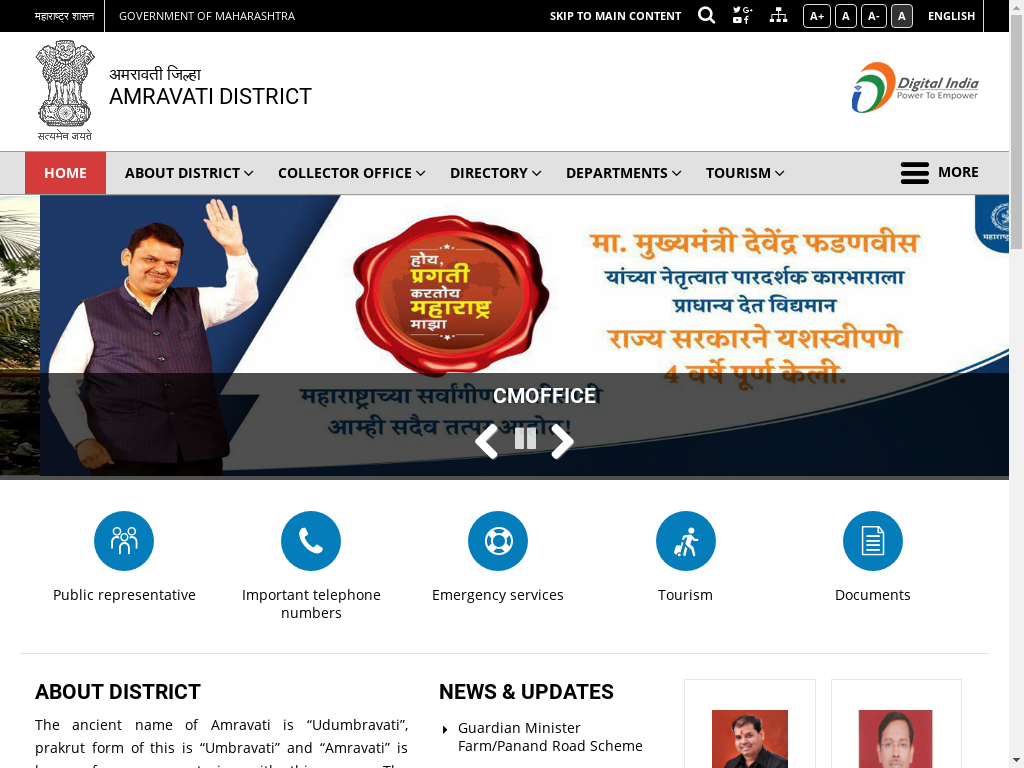 महाराष्ट्र शासन
GOVERNMENT OF MAHARASHTRA
SKIP TO MAIN CONTENT
A+
A
A-
A
ENGLISH
सत्यमेव जयते
अमरावती जिल्हा
AMRAVATI DISTRICT
Digital India
Power To Empower
HOME
ABOUT DISTRICT
COLLECTOR OFFICE
DIRECTORY
DEPARTMENTS
TOURISM
MORE
होय,
प्रगती
करतोय
महाराष्ट्र
माझा
मा. मुख्यमंत्री देवेंद्र फडणवीस
यांच्या नेतृत्वात पारदर्शक कारभाराला
प्राधान्य देत विद्यमान
राज्य सरकारने यशस्वीपणे
4 वर्षे पूर्ण केली.
महाराष्ट्राच्या सर्वांगीण
आम्ही सदैव तत्पर आहोत!
CMOFFICE
Public representative
Important telephone
numbers
Emergency services
Tourism
Documents
ABOUT DISTRICT
The ancient name of Amravati is “Udumbravati”,
prakrut form of this is “Umbravati” and “Amravati” is
NEWS & UPDATES
Guardian Minister
Farm/Panand Road Scheme